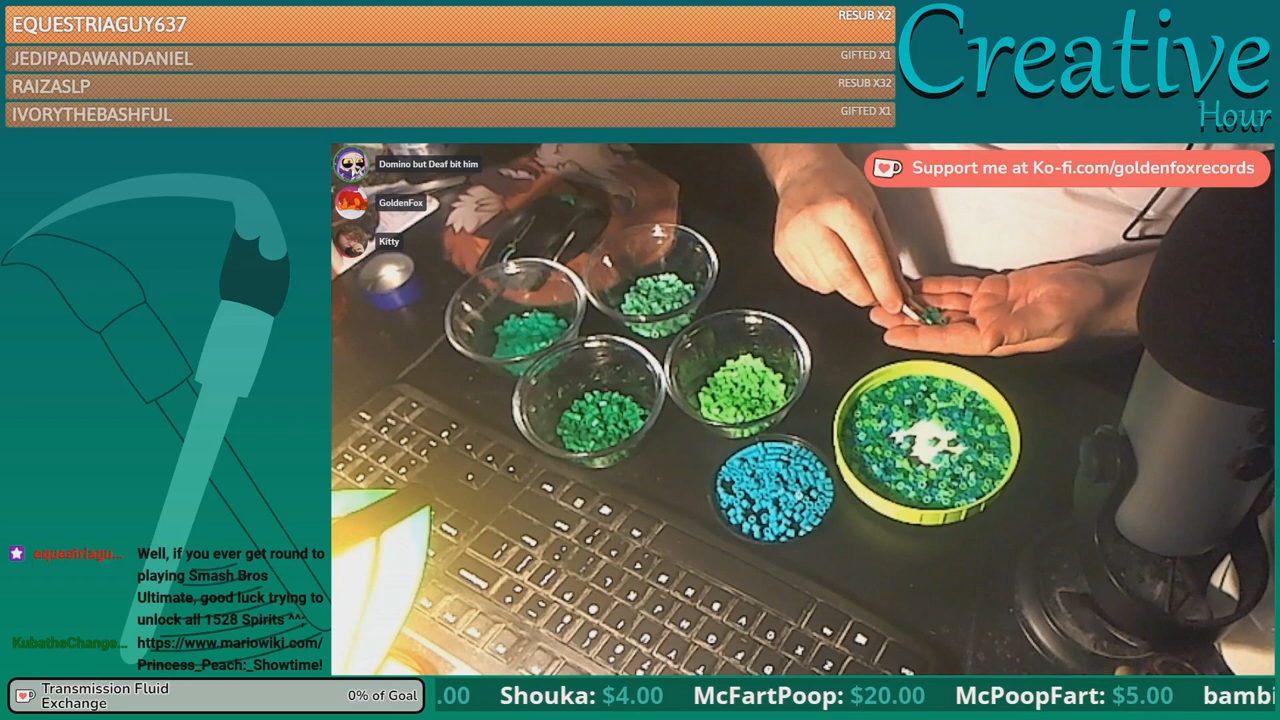 EQUESTRIAGUY637
RESUB X2
JEDIPADAWANDANIEL
GIFTED X1
RAIZASLP
RESUB X32
IVORYTHEBASHFUL
GIFTED X1
Creative
Hour
Domino but Deaf bit him
GoldenFox
Kitty
Support me at Ko-fi.com/goldenfoxrecords
equestriagu... Well, if you ever get round to
playing Smash Bros
Ultimate, good luck trying to
unlock all 1528 Spirits ^^
KubatheChange... https://www.mariowiki.com/
Princess_Peach:_Showtime!
Transmission Fluid
Exchange
0% of Goal
.00 Shouka: $4.00 McFartPoop: $20.00 McPoopFart: $5.00 bambi